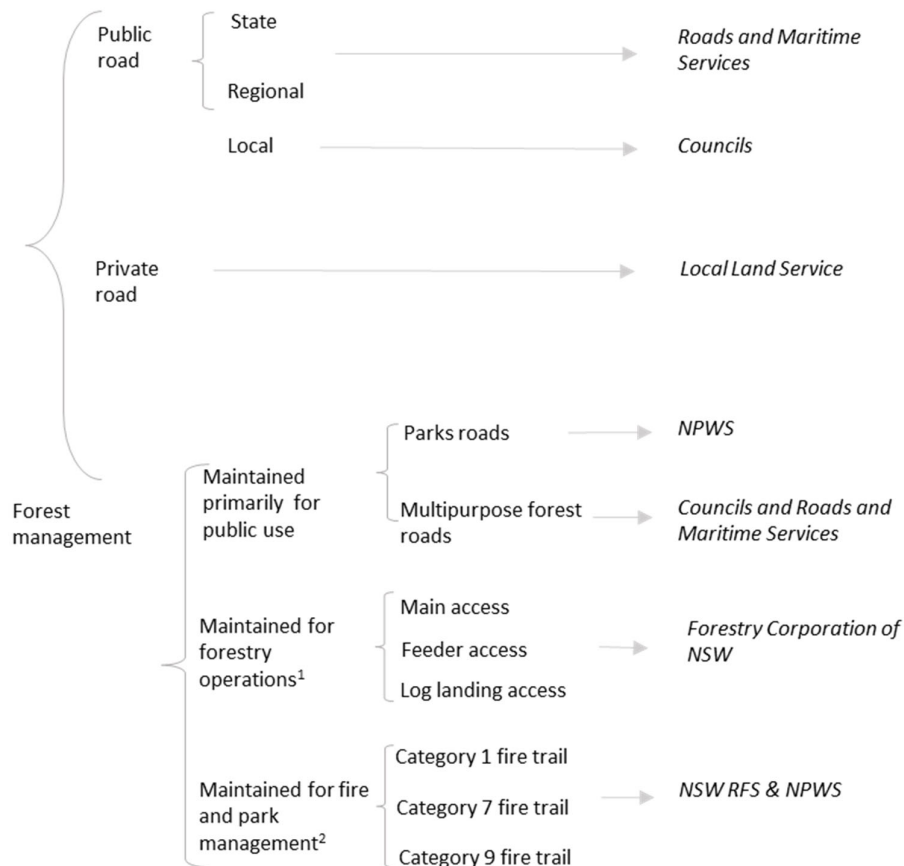 Public
road
State
Regional
Roads and Maritime
Services
Local
Councils
Private
road
Local Land Service
Forest
management
Maintained
primarily for
public use
Parks roads
NPWS
Multipurpose forest
roads
Councils and Roads and
Maritime Services
Maintained for
forestry
operations¹
Main access
Feeder access
Log landing access
Forestry Corporation of
NSW
Maintained for fire
and park
management²
Category 1 fire trail
Category 7 fire trail
Category 9 fire trail
NSW RFS & NPWS